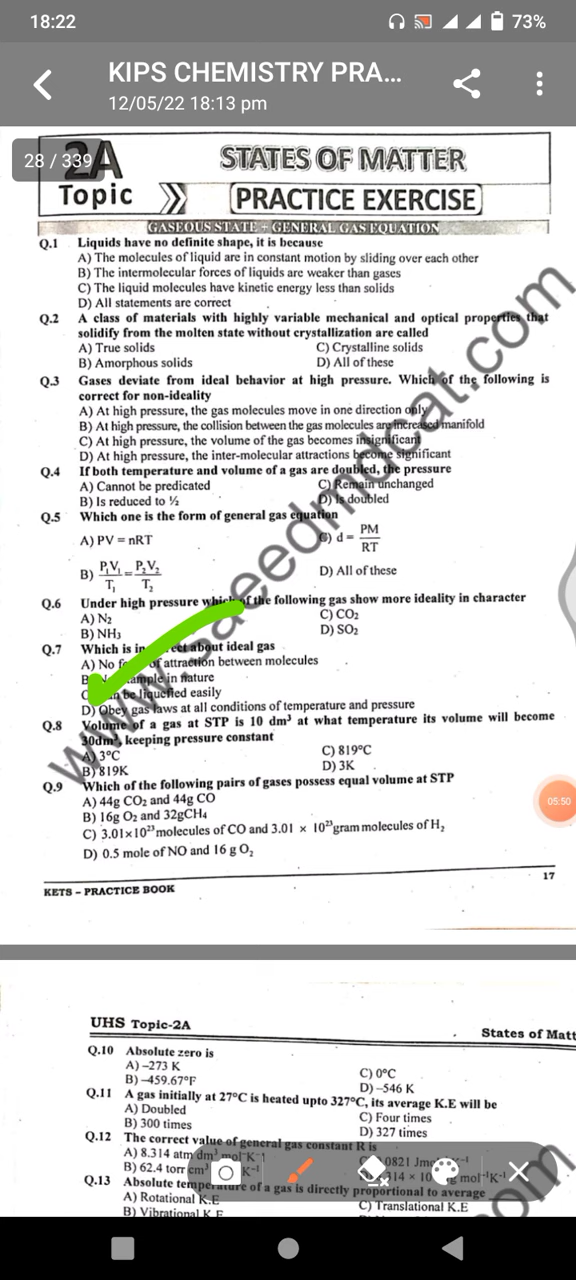 18:22
73%
KIPS CHEMISTRY PRA...
12/05/22 18:13 pm
28 / 339
2A
STATES OF MATTER
Topic
PRACTICE EXERCISE
GASEOUS STATE + GENERAL GAS EQUATION
Q.1 Liquids have no definite shape, it is because
A) The molecules of liquid are in constant motion by sliding over each other
B) The intermolecular forces of liquids are weaker than gases
C) The liquid molecules have kinetic energy less than solids
D) All statements are correct
Q.2 A class of materials with highly variable mechanical and optical properties that
solidify from the molten state without crystallization are called
A) True solids C) Crystalline solids
B) Amorphous solids D) All of these
Q.3 Gases deviate from ideal behavior at high pressure. Which of the following is
correct for non-ideality
A) At high pressure, the gas molecules move in one direction only
B) At high pressure, the collision between the gas molecules are increased manifold
C) At high pressure, the volume of the gas becomes insignificant
D) At high pressure, the inter-molecular attractions become significant
Q.4 If both temperature and volume of a gas are doubled, the pressure
A) Cannot be predicated C) Remain unchanged
B) Is reduced to ½ D) Is doubled
Q.5 Which one is the form of general gas equation
A) PV = nRT C) d = PM/RT
B) P₁V₁/T₁ = P₂V₂/T₂ D) All of these
Q.6 Under high pressure which of the following gas show more ideality in character
A) N₂ C) CO₂
B) NH₃ D) SO₂
Q.7 Which is about ideal gas
A) No of attraction between molecules
in nature
be liquefied easily
D) Obey gas laws at all conditions of temperature and pressure
Q.8 Volume of a gas at STP is 10 dm³ at what temperature its volume will become
30dm³, keeping pressure constant
A) 3°C C) 819°C
B) 819K D) 3K
Q.9 Which of the following pairs of gases possess equal volume at STP
A) 44g CO₂ and 44g CO
B) 16g O₂ and 32gCH₄
C) 3.01×10²³ molecules of CO and 3.01 × 10²³ gram molecules of H₂
D) 0.5 mole of NO and 16 g O₂
05:50
17
KETS – PRACTICE BOOK
www.saeedmdcat.com
UHS Topic-2A States of Matt
Q.10 Absolute zero is
A) –273 K C) 0°C
B) –459.67°F D) –546 K
Q.11 A gas initially at 27°C is heated upto 327°C, its average K.E will be
A) Doubled C) Four times
B) 300 times D) 327 times
Q.12 The correct value of general gas constant R is
A) 8.314 atm dm³ mol⁻¹K⁻¹
B) 62.4 torr cm³ K⁻¹ mol⁻¹K⁻¹
Q.13 Absolute temperature of a gas is directly proportional to average
A) Rotational K.E C) Translational K.E
B) Vibrational K.E